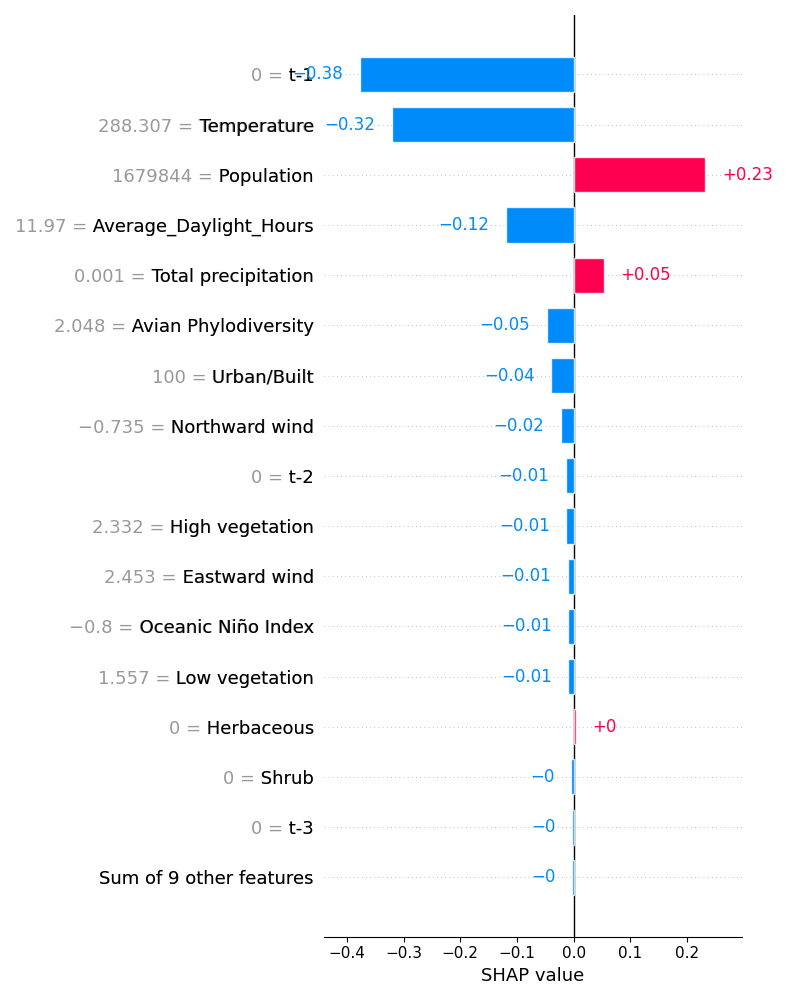 0 = t-1 −0.38
288.307 = Temperature −0.32
1679844 = Population +0.23
11.97 = Average_Daylight_Hours −0.12
0.001 = Total precipitation +0.05
2.048 = Avian Phylodiversity −0.05
100 = Urban/Built −0.04
−0.735 = Northward wind −0.02
0 = t-2 −0.01
2.332 = High vegetation −0.01
2.453 = Eastward wind −0.01
−0.8 = Oceanic Niño Index −0.01
1.557 = Low vegetation −0.01
0 = Herbaceous +0
0 = Shrub −0
0 = t-3 −0
Sum of 9 other features −0
−0.4 −0.3 −0.2 −0.1 0.0 0.1 0.2
SHAP value